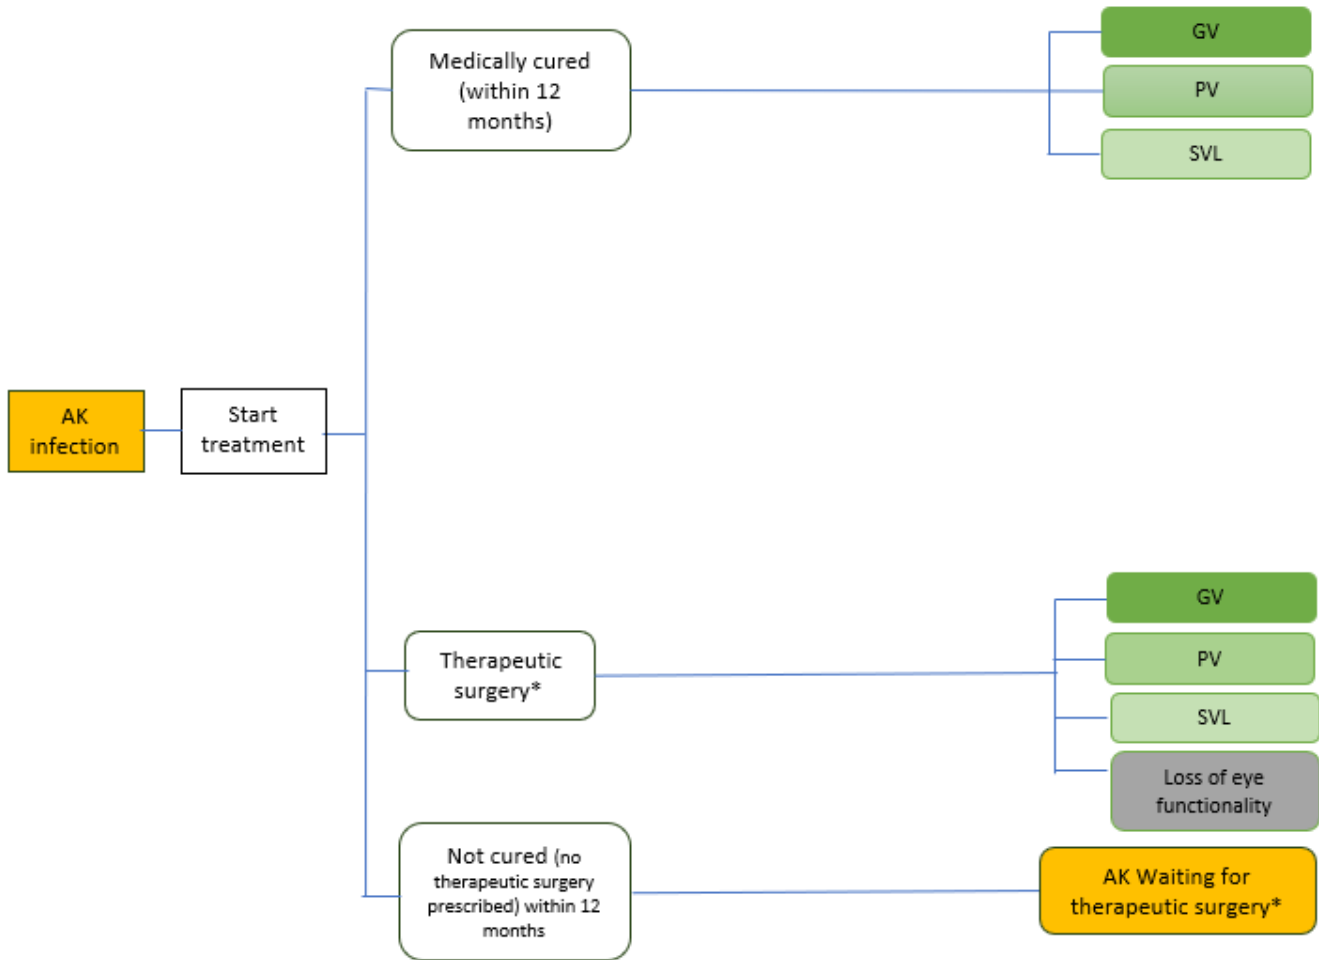 Medically cured
(within 12
months)
GV
PV
SVL
AK
infection
Start
treatment
Therapeutic
surgery*
GV
PV
SVL
Loss of eye
functionality
Not cured (no
therapeutic surgery
prescribed) within 12
months
AK Waiting for
therapeutic surgery*